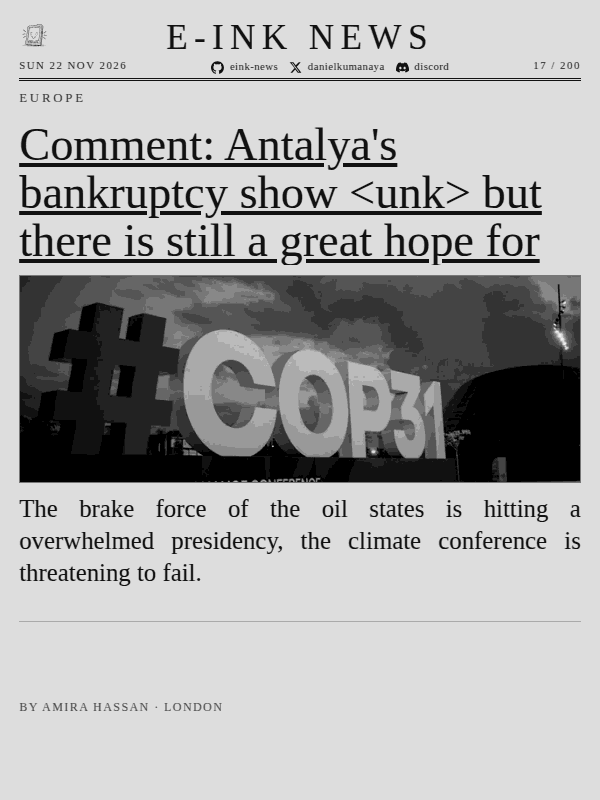 E-INK NEWS
SUN 22 NOV 2026
eink-news danielkumanaya discord
17 / 200
EUROPE
Comment: Antalya's
bankruptcy show <unk> but
there is still a great hope for
#COP31
The brake force of the oil states is hitting a
overwhelmed presidency, the climate conference is
threatening to fail.
BY AMIRA HASSAN · LONDON